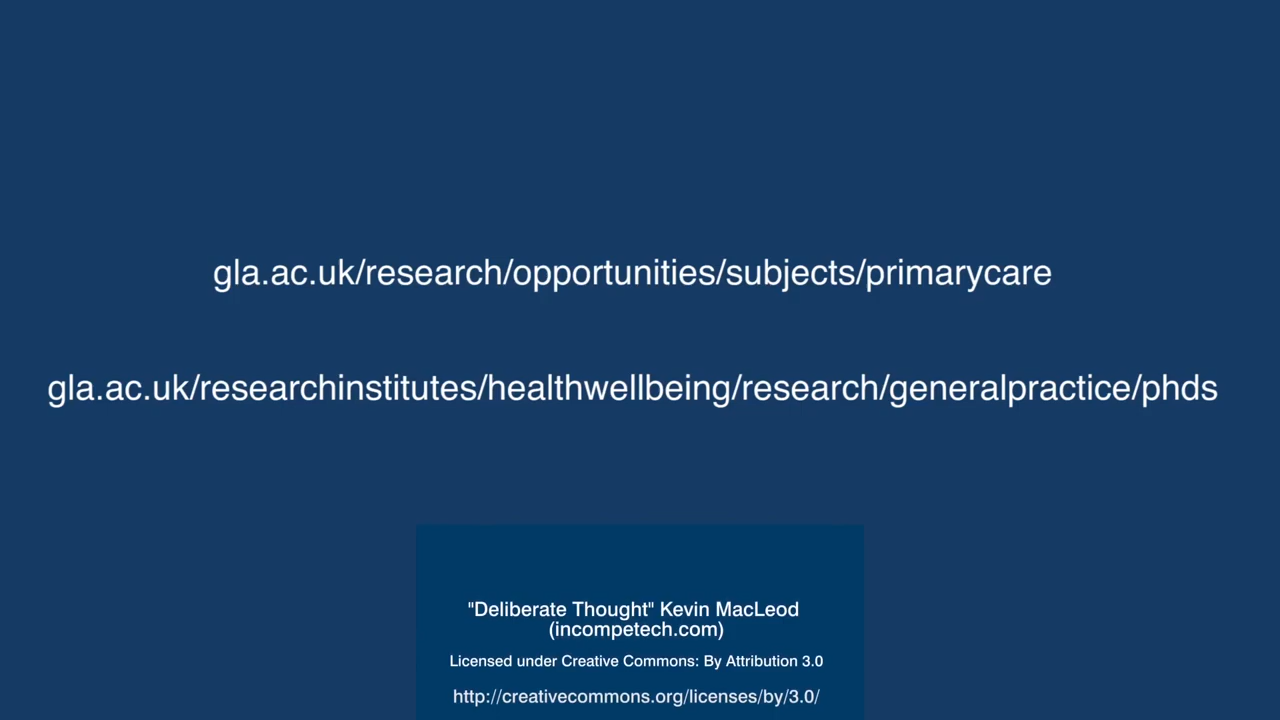 gla.ac.uk/research/opportunities/subjects/primarycare
gla.ac.uk/researchinstitutes/healthwellbeing/research/generalpractice/phds
"Deliberate Thought" Kevin MacLeod
(incompetech.com)
Licensed under Creative Commons: By Attribution 3.0
http://creativecommons.org/licenses/by/3.0/